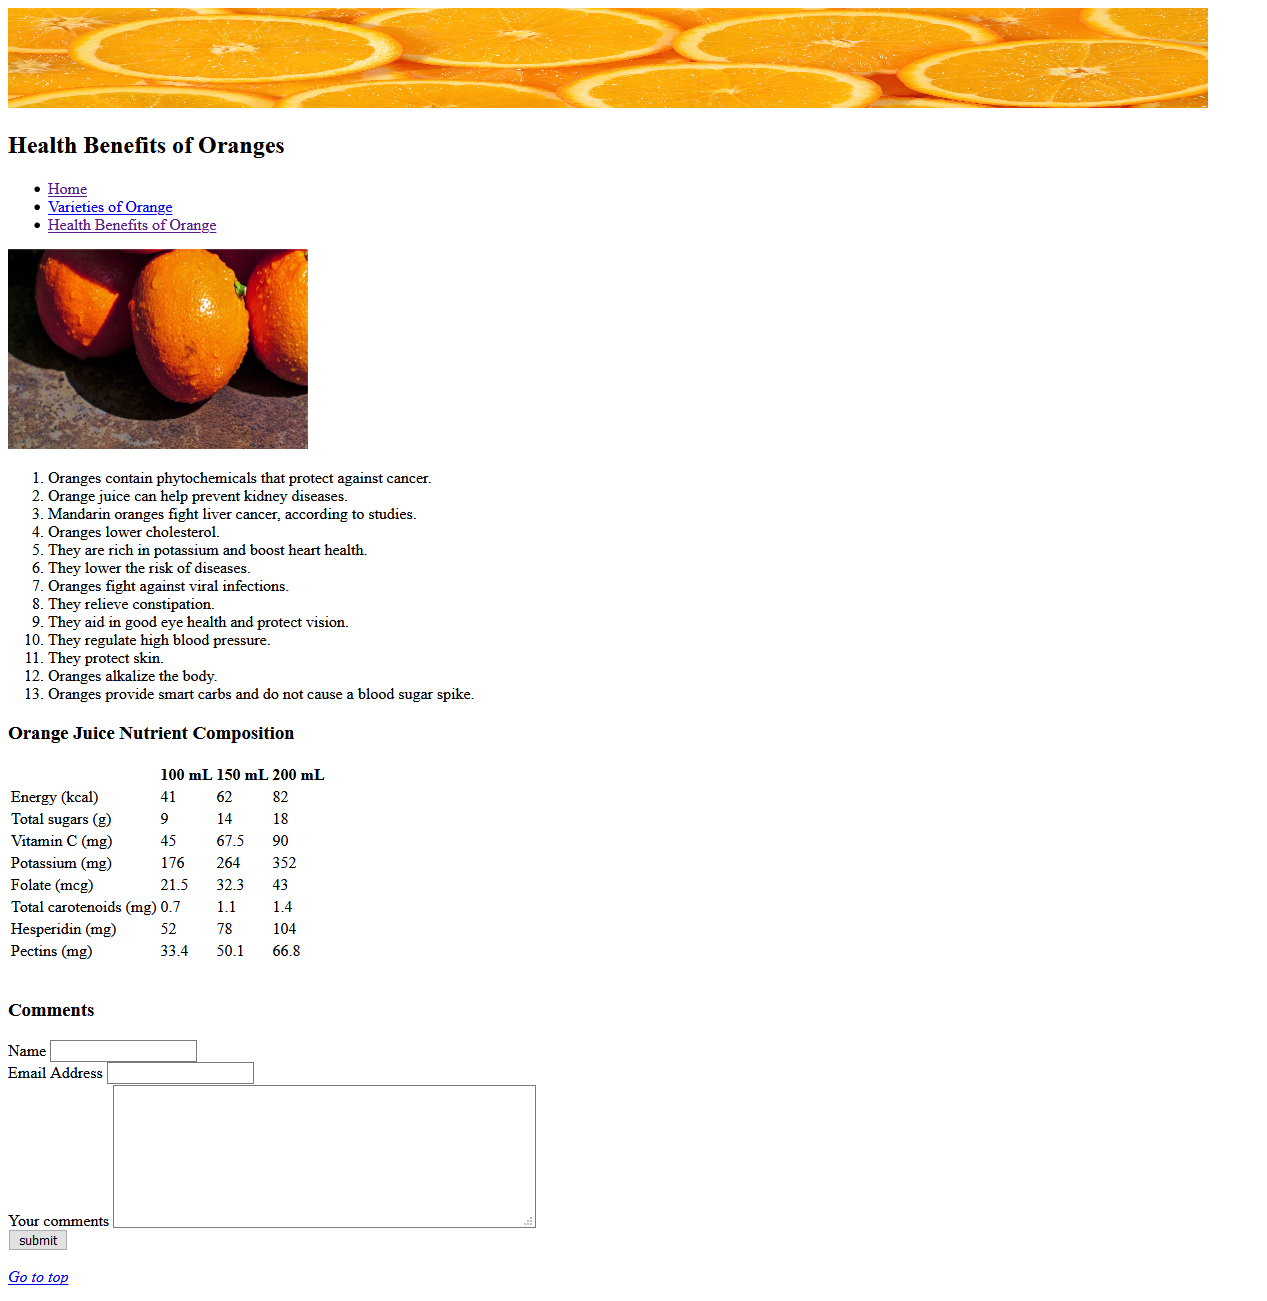 Health Benefits of Oranges
Home
Varieties of Orange
Health Benefits of Orange
1. Oranges contain phytochemicals that protect against cancer.
2. Orange juice can help prevent kidney diseases.
3. Mandarin oranges fight liver cancer, according to studies.
4. Oranges lower cholesterol.
5. They are rich in potassium and boost heart health.
6. They lower the risk of diseases.
7. Oranges fight against viral infections.
8. They relieve constipation.
9. They aid in good eye health and protect vision.
10. They regulate high blood pressure.
11. They protect skin.
12. Oranges alkalize the body.
13. Oranges provide smart carbs and do not cause a blood sugar spike.
Orange Juice Nutrient Composition
100 mL 150 mL 200 mL
Energy (kcal) 41 62 82
Total sugars (g) 9 14 18
Vitamin C (mg) 45 67.5 90
Potassium (mg) 176 264 352
Folate (mcg) 21.5 32.3 43
Total carotenoids (mg) 0.7 1.1 1.4
Hesperidin (mg) 52 78 104
Pectins (mg) 33.4 50.1 66.8
Comments
Name
Email Address
Your comments
submit
Go to top